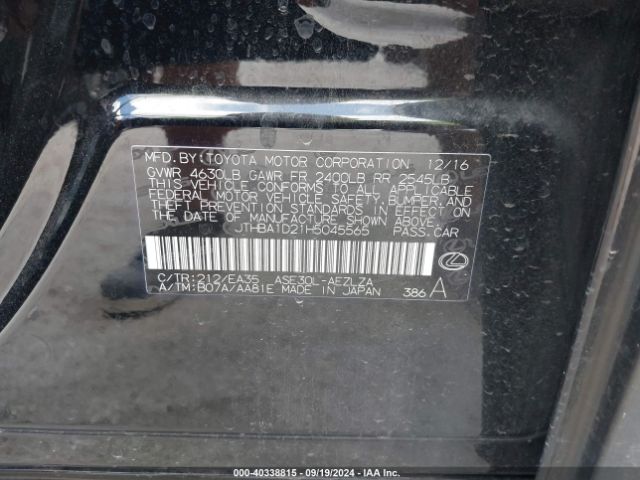 MFD.BY:TOYOTA MOTOR CORPORATION 12/16
GVWR 4630LB GAWR FR 2400LB RR 2545LB
THIS VEHICLE CONFORMS TO ALL APPLICABLE
FEDERAL MOTOR VEHICLE SAFETY, BUMPER, AND
THEFT PREVENTION STANDARDS IN EFFECT ON
THE DATE OF MANUFACTURE SHOWN ABOVE.
JTHBA1D21H5045565 PASS.CAR
C/TR:212/EA35 ASE30L-AEZLZA
A/TM:B07A/AA81E MADE IN JAPAN 386 A
000-40338815 - 09/19/2024 - IAA Inc.